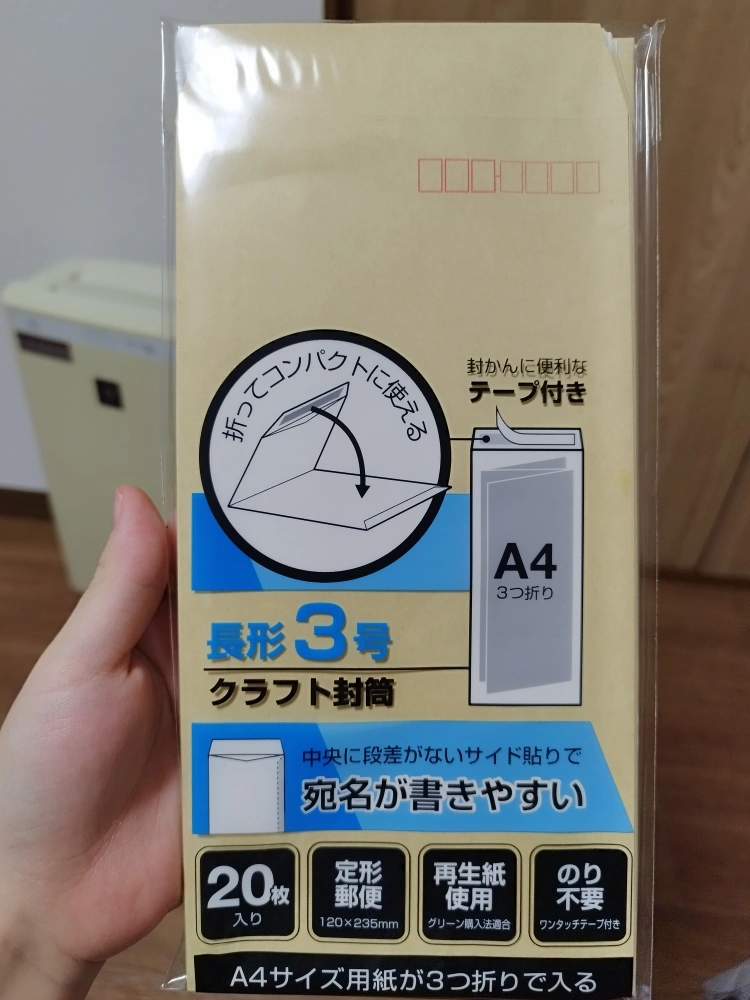 折ってコンパクトに使える
封かんに便利な
テープ付き
A4
3つ折り
長形3号
クラフト封筒
中央に段差がないサイド貼りで
宛名が書きやすい
20枚
入り
定形
郵便
120×235mm
再生紙
使用
グリーン購入法適合
のり
不要
ワンタッチテープ付き
A4サイズ用紙が3つ折りで入る